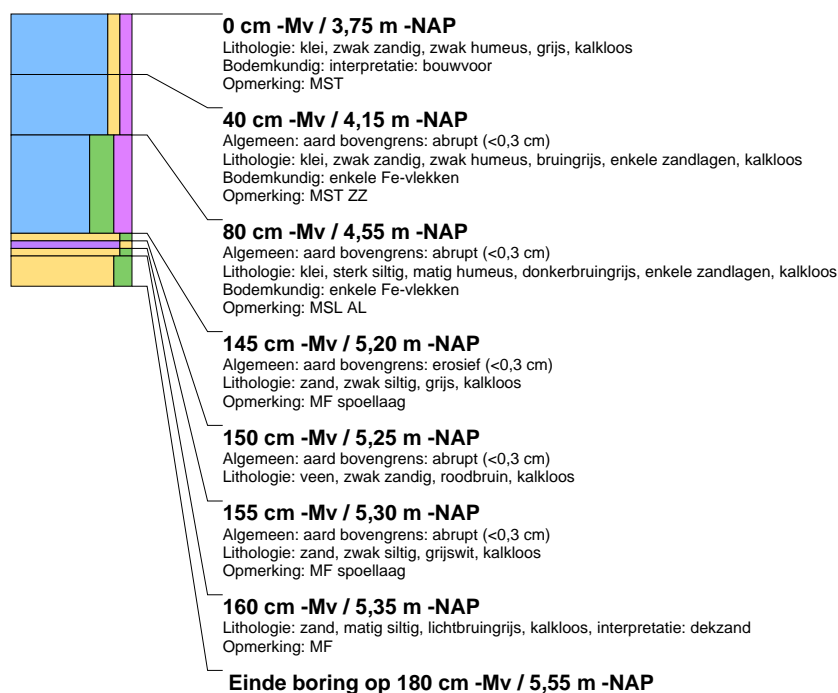 0 cm -Mv / 3,75 m -NAP
Lithologie: klei, zwak zandig, zwak humeus, grijs, kalkloos
Bodemkundig: interpretatie: bouwvoor
Opmerking: MST
40 cm -Mv / 4,15 m -NAP
Algemeen: aard bovengrens: abrupt (<0,3 cm)
Lithologie: klei, zwak zandig, zwak humeus, bruingrijs, enkele zandlagen, kalkloos
Bodemkundig: enkele Fe-vlekken
Opmerking: MST ZZ
80 cm -Mv / 4,55 m -NAP
Algemeen: aard bovengrens: abrupt (<0,3 cm)
Lithologie: klei, sterk siltig, matig humeus, donkerbruingrijs, enkele zandlagen, kalkloos
Bodemkundig: enkele Fe-vlekken
Opmerking: MSL AL
145 cm -Mv / 5,20 m -NAP
Algemeen: aard bovengrens: erosief (<0,3 cm)
Lithologie: zand, zwak siltig, grijs, kalkloos
Opmerking: MF spoellaag
150 cm -Mv / 5,25 m -NAP
Algemeen: aard bovengrens: abrupt (<0,3 cm)
Lithologie: veen, zwak zandig, roodbruin, kalkloos
155 cm -Mv / 5,30 m -NAP
Algemeen: aard bovengrens: abrupt (<0,3 cm)
Lithologie: zand, zwak siltig, grijswit, kalkloos
Opmerking: MF spoellaag
160 cm -Mv / 5,35 m -NAP
Lithologie: zand, matig siltig, lichtbruingrijs, kalkloos, interpretatie: dekzand
Opmerking: MF
Einde boring op 180 cm -Mv / 5,55 m -NAP